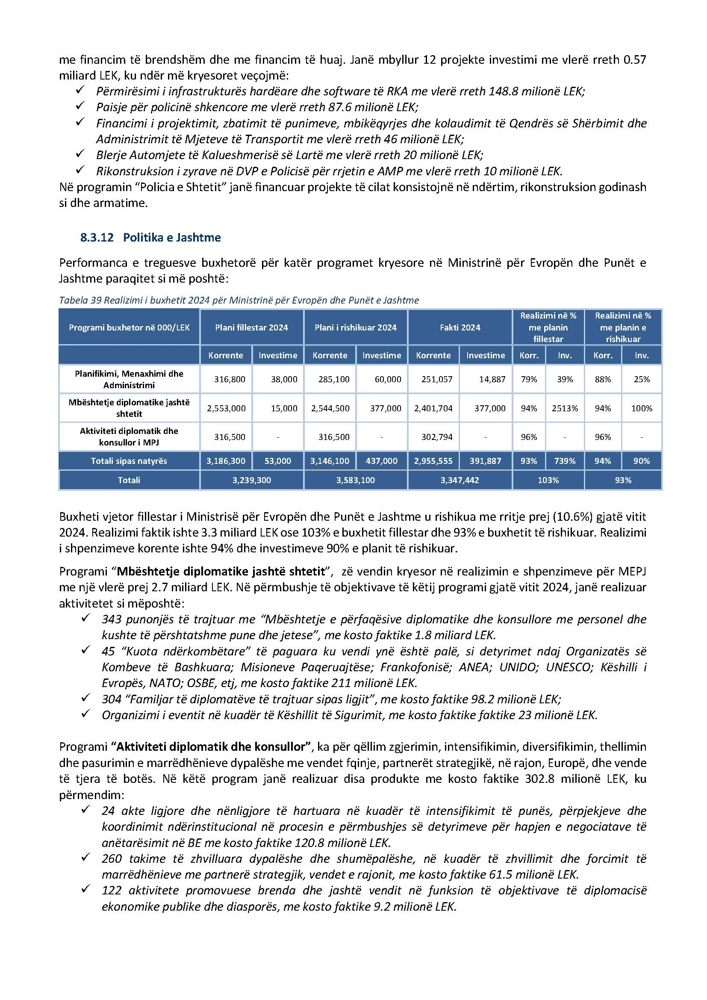 me financim të brendshëm dhe me financim të huaj. Janë mbyllur 12 projekte investimi me vlerë rreth 0.57
miliard LEK, ku ndër më kryesoret veçojmë:
✓ Përmirësimi i infrastrukturës hardëare dhe software të RKA me vlerë rreth 148.8 milionë LEK;
✓ Paisje për policinë shkencore me vlerë rreth 87.6 milionë LEK;
✓ Financimi i projektimit, zbatimit të punimeve, mbikëqyrjes dhe kolaudimit të Qendrës së Shërbimit dhe
Administrimit të Mjeteve të Transportit me vlerë rreth 46 milionë LEK;
✓ Blerje Automjete të Kalueshmerisë së Lartë me vlerë rreth 20 milionë LEK;
✓ Rikonstruksion i zyrave në DVP e Policisë për rrjetin e AMP me vlerë rreth 10 milionë LEK.
Në programin “Policia e Shtetit” janë financuar projekte të cilat konsistojnë në ndërtim, rikonstruksion godinash
si dhe armatime.
8.3.12 Politika e Jashtme
Performanca e treguesve buxhetorë për katër programet kryesore në Ministrinë për Evropën dhe Punët e
Jashtme paraqitet si më poshtë:
Tabela 39 Realizimi i buxhetit 2024 për Ministrinë për Evropën dhe Punët e Jashtme
Programi buxhetor në 000/LEK Plani fillestar 2024 Plani i rishikuar 2024 Fakti 2024 Realizimi në % me planin fillestar Realizimi në % me planin e rishikuar
Korrente Investime Korrente Investime Korrente Investime Korr. Inv. Korr. Inv.
Planifikimi, Menaxhimi dhe Administrimi 316,800 38,000 285,100 60,000 251,057 14,887 79% 39% 88% 25%
Mbështetje diplomatike jashtë shtetit 2,553,000 15,000 2,544,500 377,000 2,401,704 377,000 94% 2513% 94% 100%
Aktiviteti diplomatik dhe konsullor i MPJ 316,500 - 316,500 - 302,794 - 96% - 96% -
Totali sipas natyrës 3,186,300 53,000 3,146,100 437,000 2,955,555 391,887 93% 739% 94% 90%
Totali 3,239,300 3,583,100 3,347,442 103% 93%
Buxheti vjetor fillestar i Ministrisë për Evropën dhe Punët e Jashtme u rishikua me rritje prej (10.6%) gjatë vitit
2024. Realizimi faktik ishte 3.3 miliard LEK ose 103% e buxhetit fillestar dhe 93% e buxhetit të rishikuar. Realizimi
i shpenzimeve korente ishte 94% dhe investimeve 90% e planit të rishikuar.
Programi “Mbështetje diplomatike jashtë shtetit”, zë vendin kryesor në realizimin e shpenzimeve për MEPJ
me një vlerë prej 2.7 miliard LEK. Në përmbushje të objektivave të këtij programi gjatë vitit 2024, janë realizuar
aktivitetet si mëposhtë:
✓ 343 punonjës të trajtuar me “Mbështetje e përfaqësive diplomatike dhe konsullore me personel dhe
kushte të përshtatshme pune dhe jetese”, me kosto faktike 1.8 miliard LEK.
✓ 45 “Kuota ndërkombëtare” të paguara ku vendi ynë është palë, si detyrimet ndaj Organizatës së
Kombeve të Bashkuara; Misioneve Paqeruajtëse; Frankofonisë; ANEA; UNIDO; UNESCO; Këshilli i
Evropës, NATO; OSBE, etj, me kosto faktike 211 milionë LEK.
✓ 304 “Familjar të diplomatëve të trajtuar sipas ligjit”, me kosto faktike 98.2 milionë LEK;
✓ Organizimi i eventit në kuadër të Këshillit të Sigurimit, me kosto faktike faktike 23 milionë LEK.
Programi “Aktiviteti diplomatik dhe konsullor”, ka për qëllim zgjerimin, intensifikimin, diversifikimin, thellimin
dhe pasurimin e marrëdhënieve dypalëshe me vendet fqinje, partnerët strategjikë, në rajon, Europë, dhe vende
të tjera të botës. Në këtë program janë realizuar disa produkte me kosto faktike 302.8 milionë LEK, ku
përmendim:
✓ 24 akte ligjore dhe nënligjore të hartuara në kuadër të intensifikimit të punës, përpjekjeve dhe
koordinimit ndërinstitucional në procesin e përmbushjes së detyrimeve për hapjen e negociatave të
anëtarësimit në BE me kosto faktike 120.8 milionë LEK.
✓ 260 takime të zhvilluara dypalëshe dhe shumëpalëshe, në kuadër të zhvillimit dhe forcimit të
marrëdhënieve me partnerë strategjik, vendet e rajonit, me kosto faktike 61.5 milionë LEK.
✓ 122 aktivitete promovuese brenda dhe jashtë vendit në funksion të objektivave të diplomacisë
ekonomike publike dhe diasporës, me kosto faktike 9.2 milionë LEK.